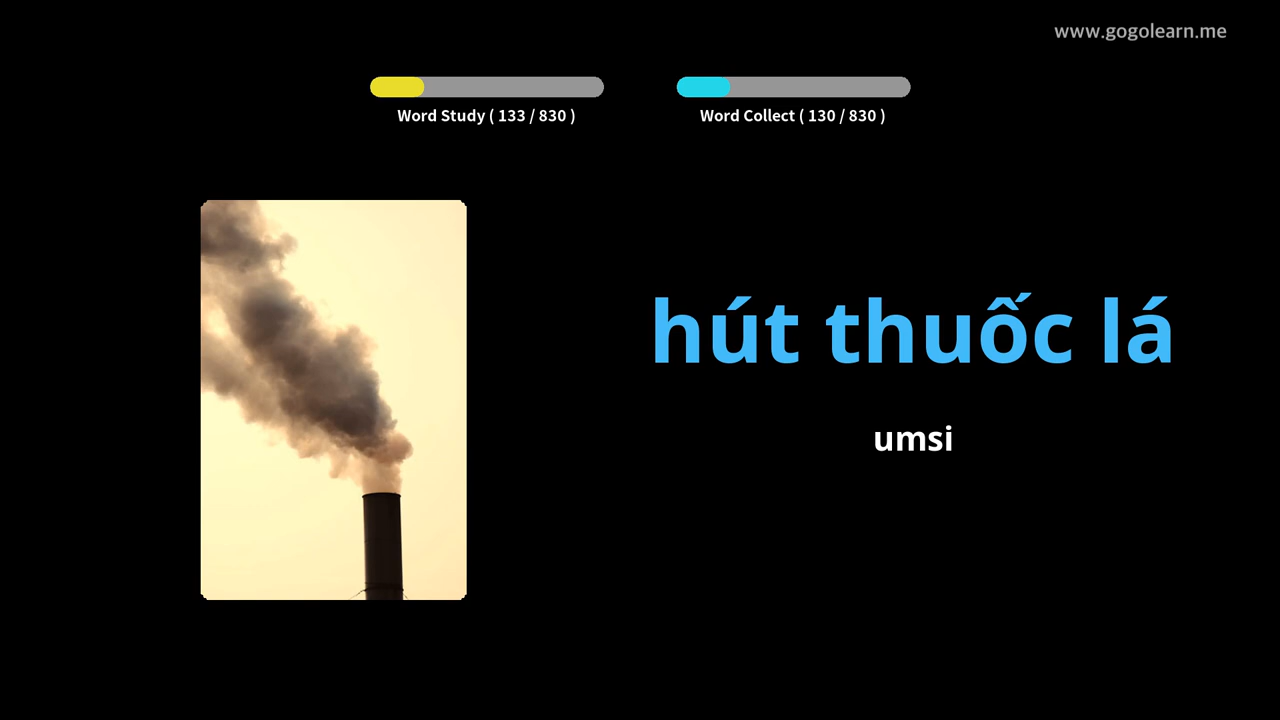 www.gogolearn.me
Word Study ( 133 / 830 )
Word Collect ( 130 / 830 )
hút thuốc lá
umsi